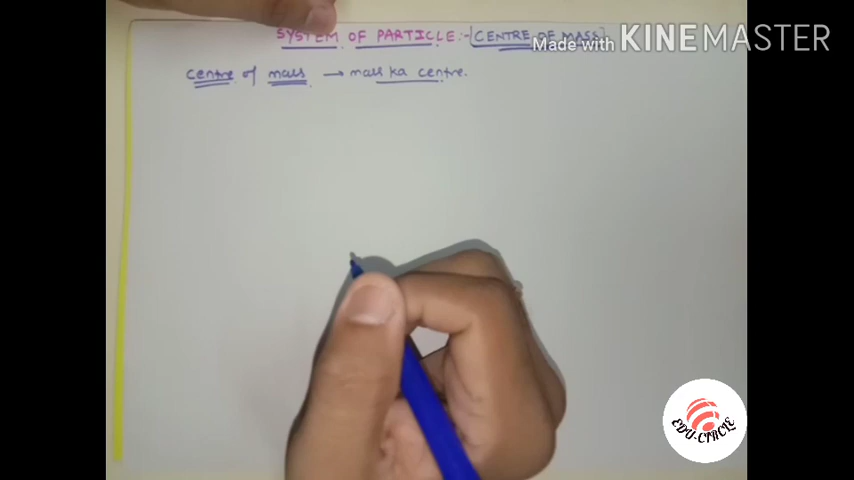 SYSTEM OF PARTICLE:-[CENTRE OF MASS]
Made with KINEMASTER
centre of mass → mass ka centre.
EDU-CIRCLE